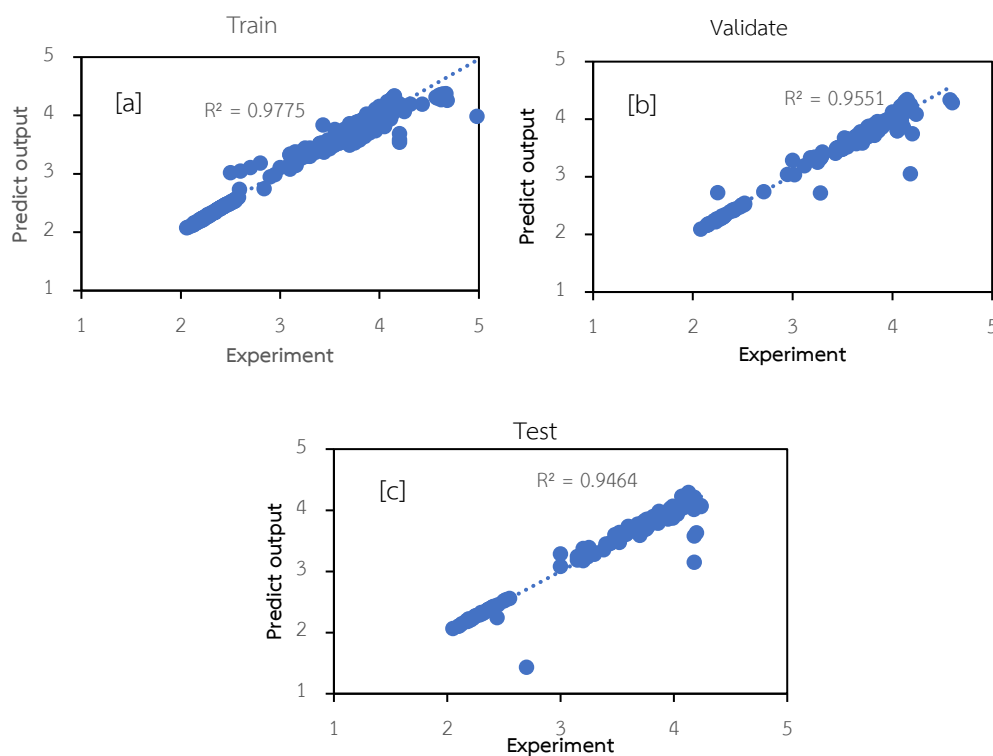 Train
5
4
3
2
1
[a]
R² = 0.9775
Predict output
1 2 3 4 5
Experiment
Validate
5
4
3
2
1
[b]
R² = 0.9551
Predict output
1 2 3 4 5
Experiment
Test
5
4
3
2
1
[c]
R² = 0.9464
Predict output
1 2 3 4 5
Experiment